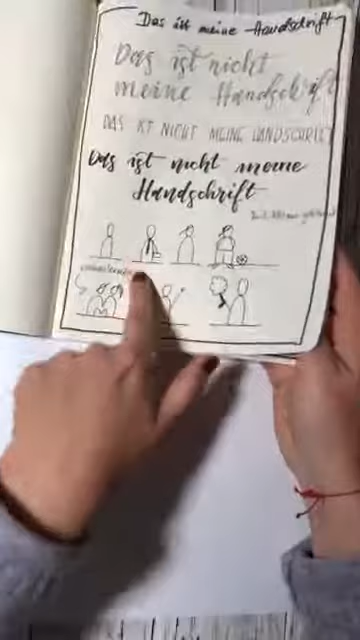 Das ist meine Handschrift
Das ist nicht
meine Handschrift
DAS IST NICHT MEINE HANDSCHRIFT
Das ist nicht meine
Handschrift